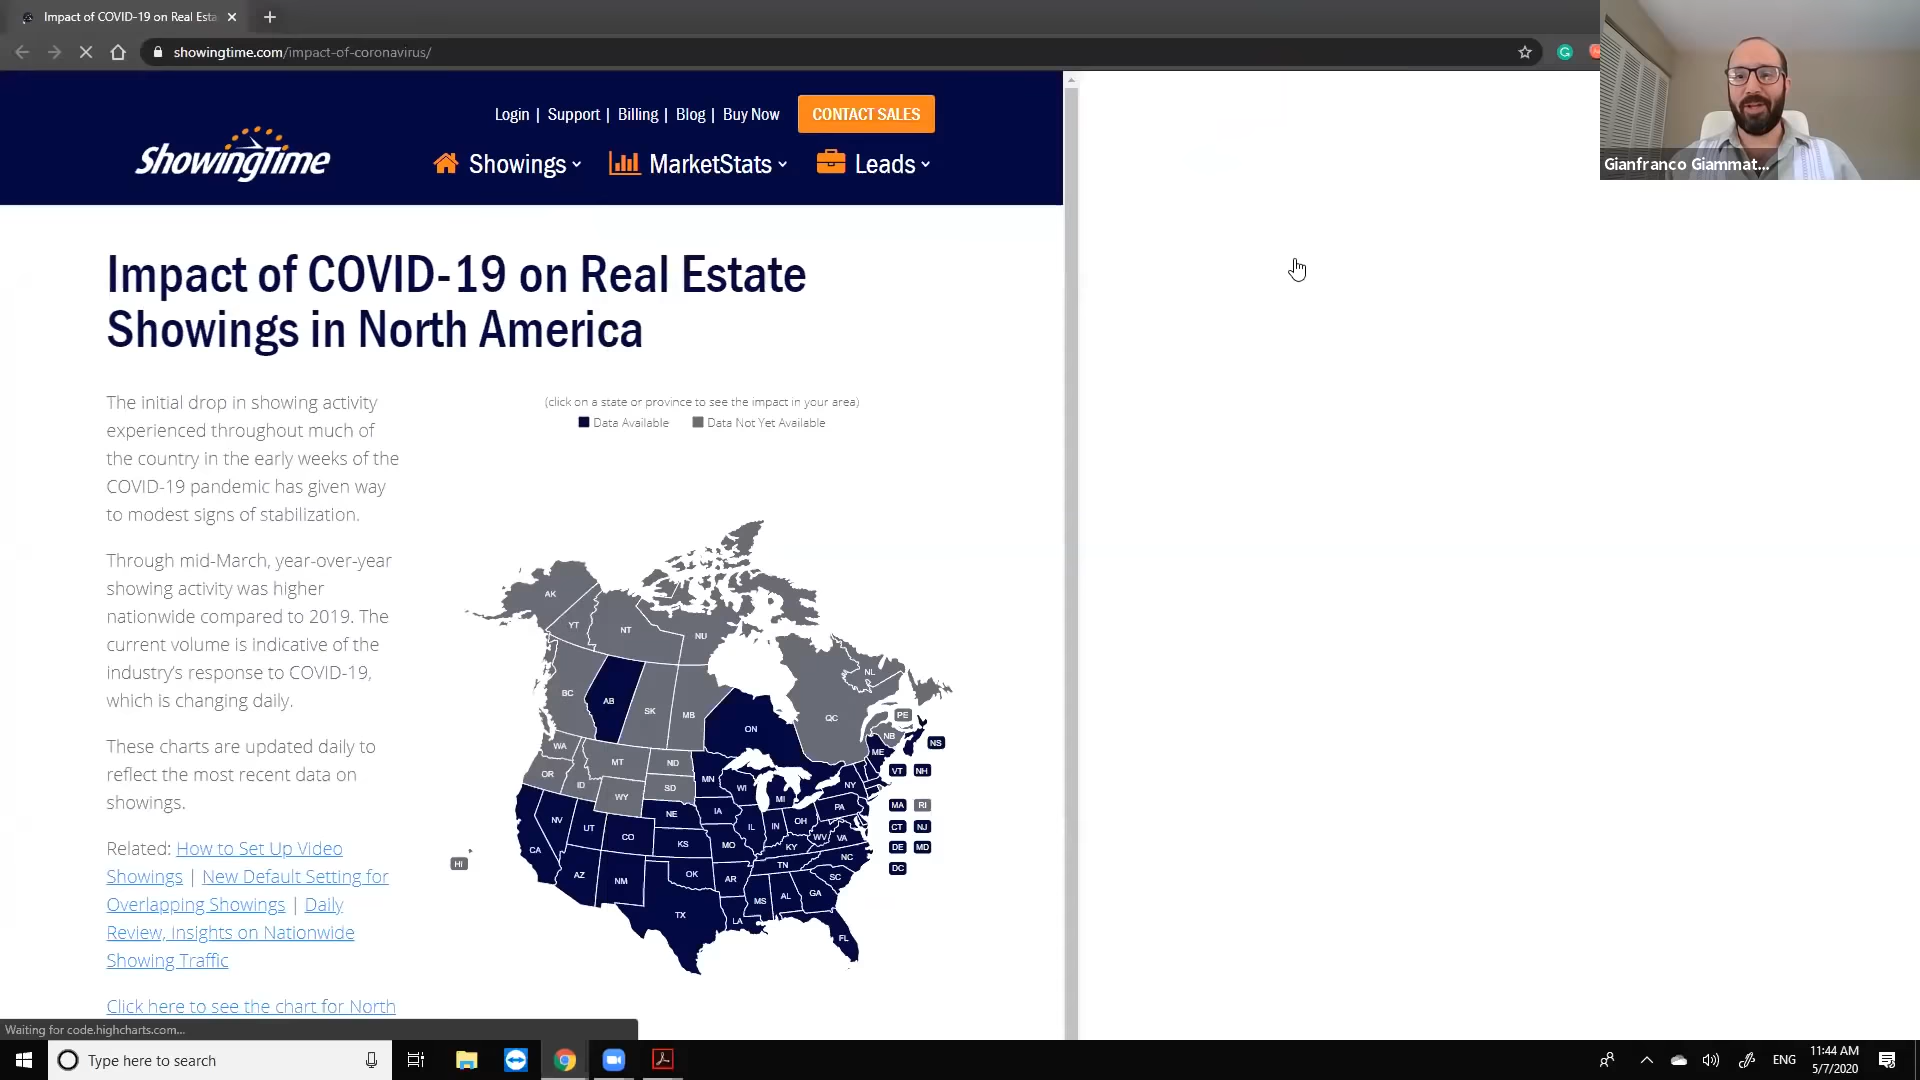 Impact of COVID-19 on Real Esta
showingtime.com/impact-of-coronavirus/
Gianfranco Giammat...
Login | Support | Billing | Blog | Buy Now
CONTACT SALES
ShowingTime
Showings
MarketStats
Leads
Impact of COVID-19 on Real Estate
Showings in North America
The initial drop in showing activity
experienced throughout much of
the country in the early weeks of the
COVID-19 pandemic has given way
to modest signs of stabilization.
Through mid-March, year-over-year
showing activity was higher
nationwide compared to 2019. The
current volume is indicative of the
industry's response to COVID-19,
which is changing daily.
These charts are updated daily to
reflect the most recent data on
showings.
Related: How to Set Up Video
Showings | New Default Setting for
Overlapping Showings | Daily
Review, Insights on Nationwide
Showing Traffic
Click here to see the chart for North
(click on a state or province to see the impact in your area)
Data Available
Data Not Yet Available
AK
YT
NT
NU
BC
AB
SK
MB
ON
QC
NL
PE
NB
NS
ME
WA
MT
ND
MN
VT
NH
OR
ID
WY
SD
WI
MI
NY
MA
RI
NV
UT
CO
NE
IA
IL
IN
OH
PA
CT
NJ
CA
KS
MO
KY
WV
VA
DE
MD
HI
AZ
NM
OK
AR
TN
NC
DC
TX
LA
MS
AL
GA
SC
FL
Waiting for code.highcharts.com...
Type here to search
ENG
11:44 AM
5/7/2020